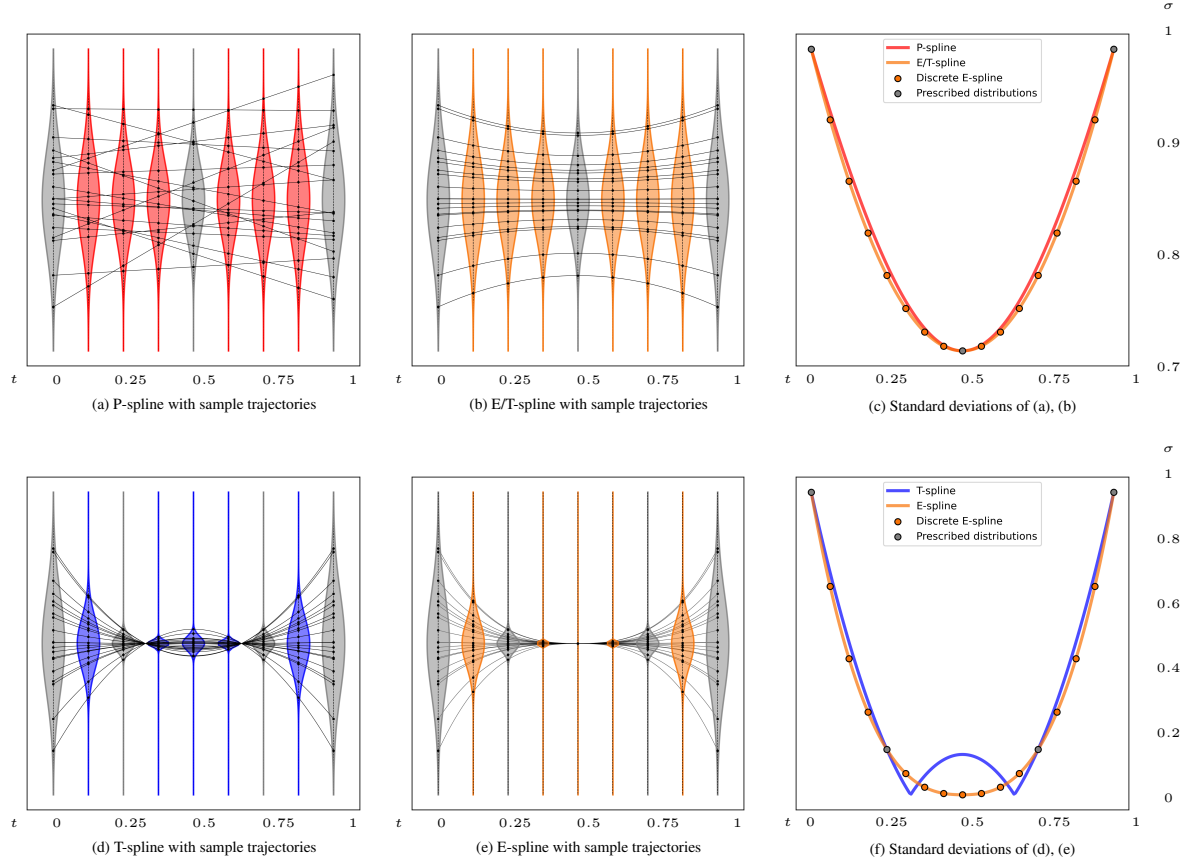 σ
1
P-spline
E/T-spline
Discrete E-spline
Prescribed distributions
0.9
0.8
0.7
t 0 0.25 0.5 0.75 1
t 0 0.25 0.5 0.75 1
t 0 0.25 0.5 0.75 1
(a) P-spline with sample trajectories
(b) E/T-spline with sample trajectories
(c) Standard deviations of (a), (b)
σ
1
T-spline
E-spline
Discrete E-spline
Prescribed distributions
0.8
0.6
0.4
0.2
0
t 0 0.25 0.5 0.75 1
t 0 0.25 0.5 0.75 1
t 0 0.25 0.5 0.75 1
(d) T-spline with sample trajectories
(e) E-spline with sample trajectories
(f) Standard deviations of (d), (e)